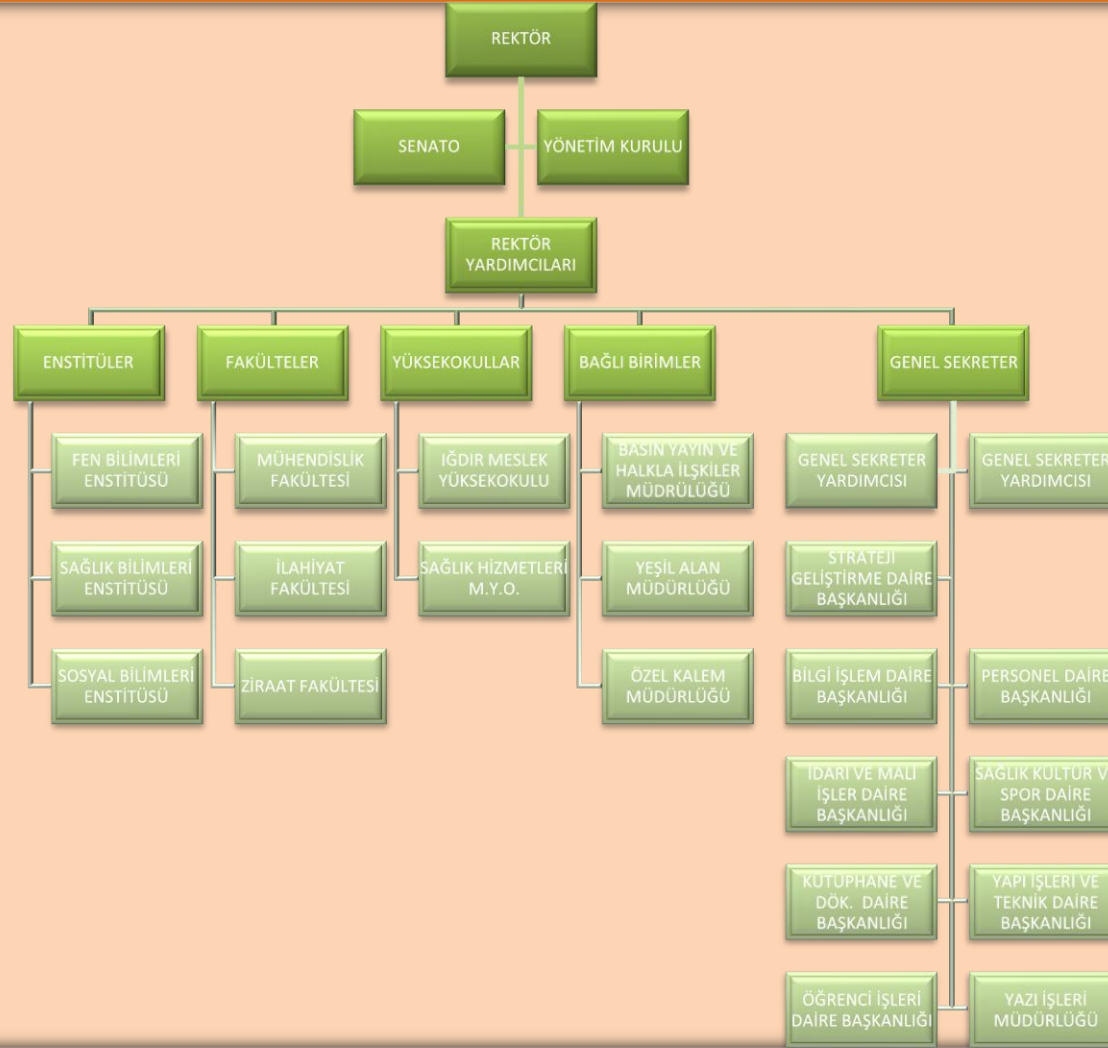 REKTÖR
SENATO
YÖNETİM KURULU
REKTÖR
YARDIMCILARI
ENSTİTÜLER
FAKÜLTELER
YÜKSEKOKULLAR
BAĞLI BİRİMLER
GENEL SEKRETER
FEN BİLİMLERİ
ENSTİTÜSÜ
SAĞLIK BİLİMLERİ
ENSTİTÜSÜ
SOSYAL BİLİMLERİ
ENSTİTÜSÜ
MÜHENDİSLİK
FAKÜLTESİ
İLAHİYAT
FAKÜLTESİ
ZİRAAT FAKÜLTESİ
IĞDIR MESLEK
YÜKSEKOKULU
SAĞLIK HİZMETLERİ
M.Y.O.
BASIN YAYIN VE
HALKLA İLŞKİLER
MÜDRÜLÜĞÜ
YEŞİL ALAN
MÜDÜRLÜĞÜ
ÖZEL KALEM
MÜDÜRLÜĞÜ
GENEL SEKRETER
YARDIMCISI
GENEL SEKRETER
YARDIMCISI
STRATEJİ
GELİŞTİRME DAİRE
BAŞKANLIĞI
BİLGİ İŞLEM DAİRE
BAŞKANLIĞI
PERSONEL DAİRE
BAŞKANLIĞI
İDARİ VE MALİ
İŞLER DAİRE
BAŞKANLIĞI
SAĞLIK KÜLTÜR V
SPOR DAİRE
BAŞKANLIĞI
KÜTÜPHANE VE
DÖK. DAİRE
BAŞKANLIĞI
YAPI İŞLERİ VE
TEKNİK DAİRE
BAŞKANLIĞI
ÖĞRENCİ İŞLERİ
DAİRE BAŞKANLIĞI
YAZI İŞLERİ
MÜDÜRLÜĞÜ